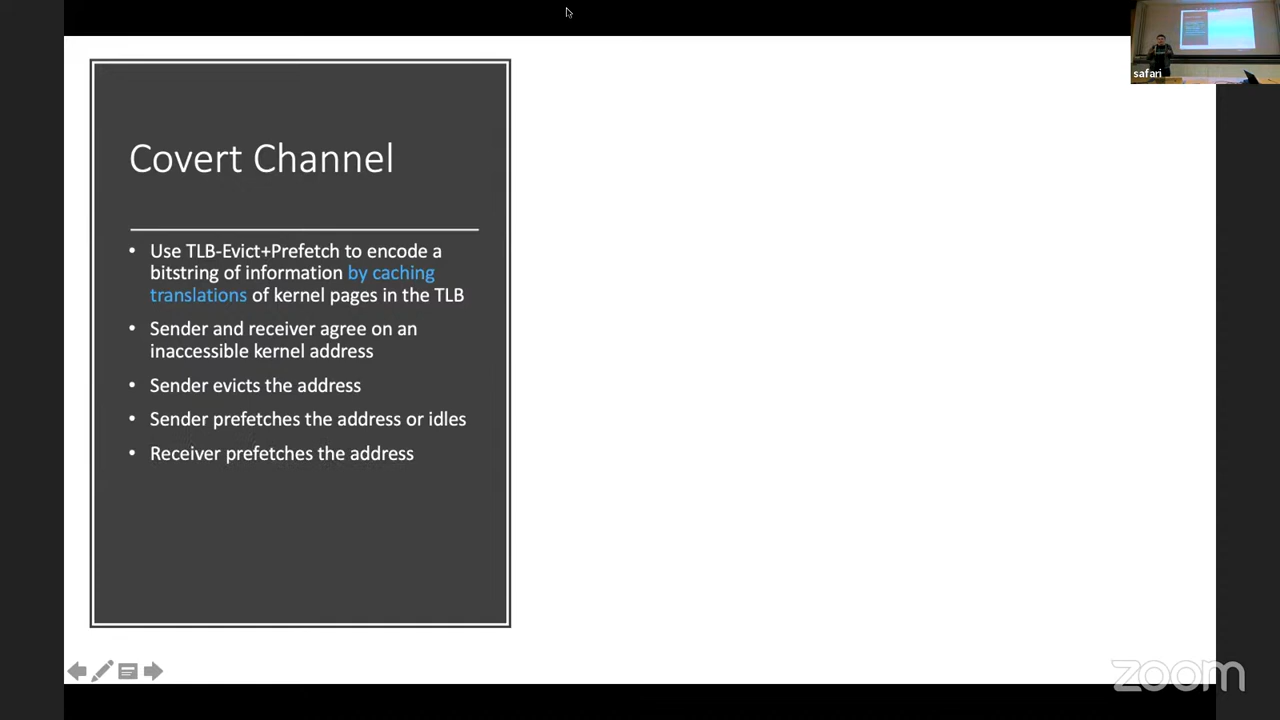 safari
Covert Channel
• Use TLB-Evict+Prefetch to encode a
bitstring of information by caching
translations of kernel pages in the TLB
• Sender and receiver agree on an
inaccessible kernel address
• Sender evicts the address
• Sender prefetches the address or idles
• Receiver prefetches the address
zoom